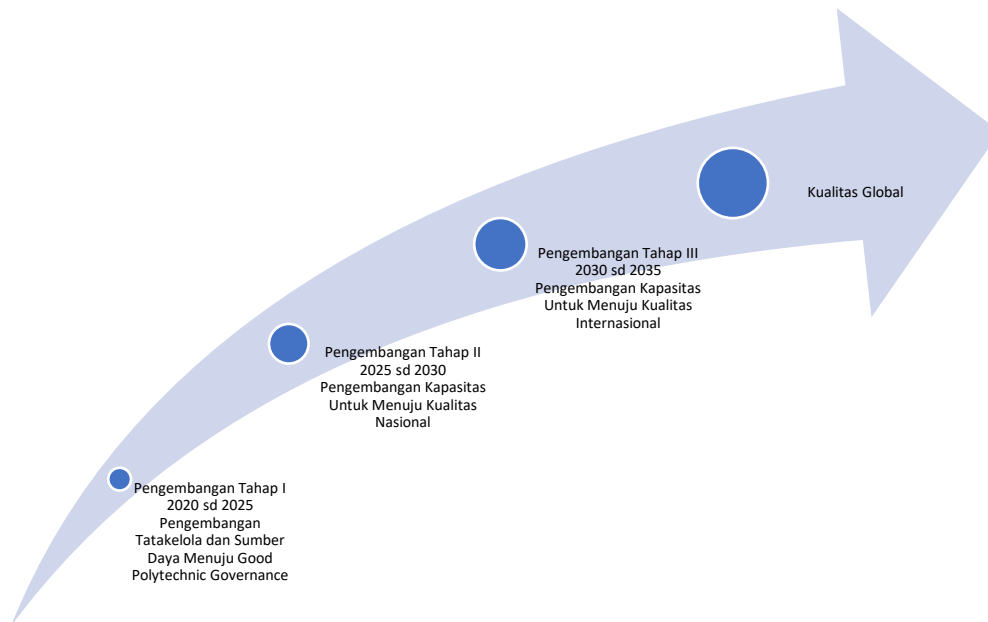 Pengembangan Tahap I
2020 sd 2025
Pengembangan
Tatakelola dan Sumber
Daya Menuju Good
Polytechnic Governance
Pengembangan Tahap II
2025 sd 2030
Pengembangan Kapasitas
Untuk Menuju Kualitas
Nasional
Pengembangan Tahap III
2030 sd 2035
Pengembangan Kapasitas
Untuk Menuju Kualitas
Internasional
Kualitas Global